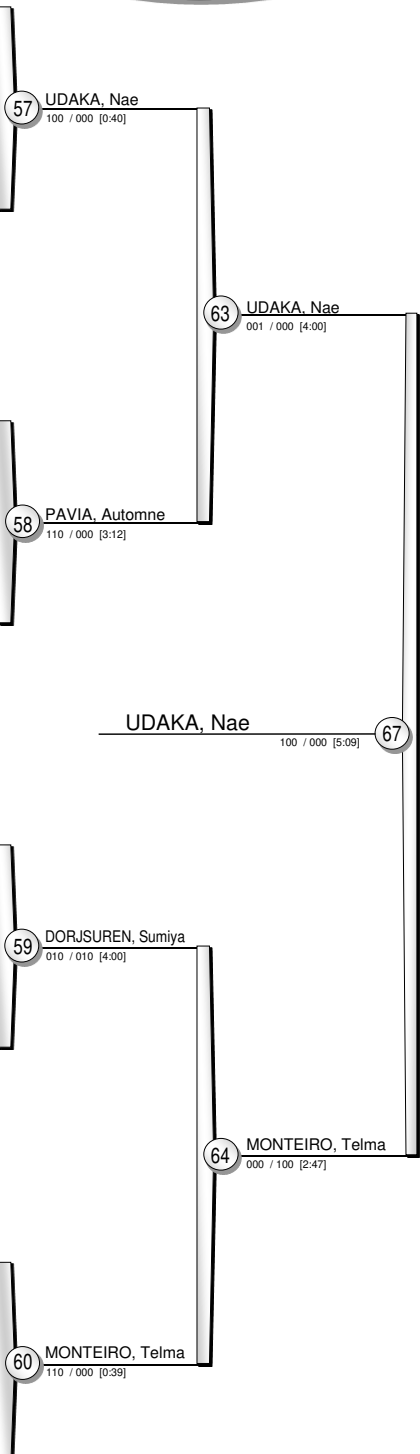 57
UDAKA, Nae
100 / 000 [0:40]
63
UDAKA, Nae
001 / 000 [4:00]
58
PAVIA, Automne
110 / 000 [3:12]
UDAKA, Nae
100 / 000 [5:09]
67
59
DORJSUREN, Sumiya
010 / 010 [4:00]
64
MONTEIRO, Telma
000 / 100 [2:47]
60
MONTEIRO, Telma
110 / 000 [0:39]